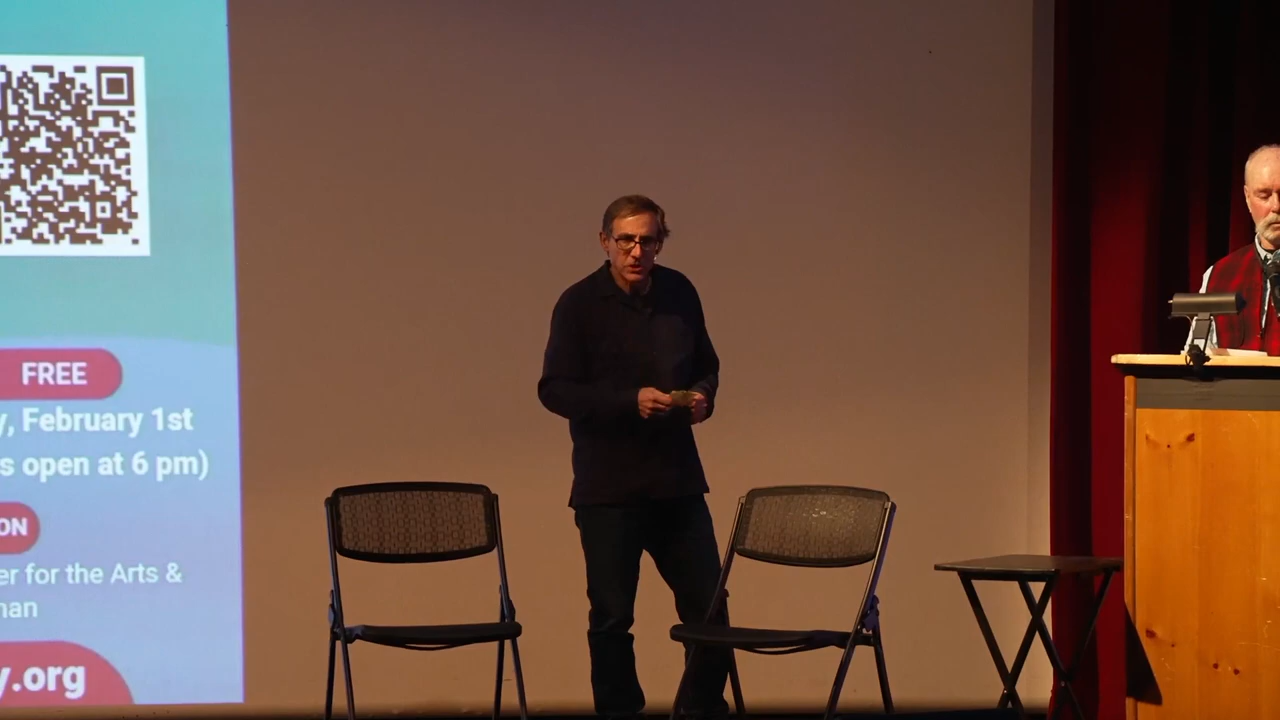 FREE
y, February 1st
s open at 6 pm)
ON
er for the Arts &
nan
y.org